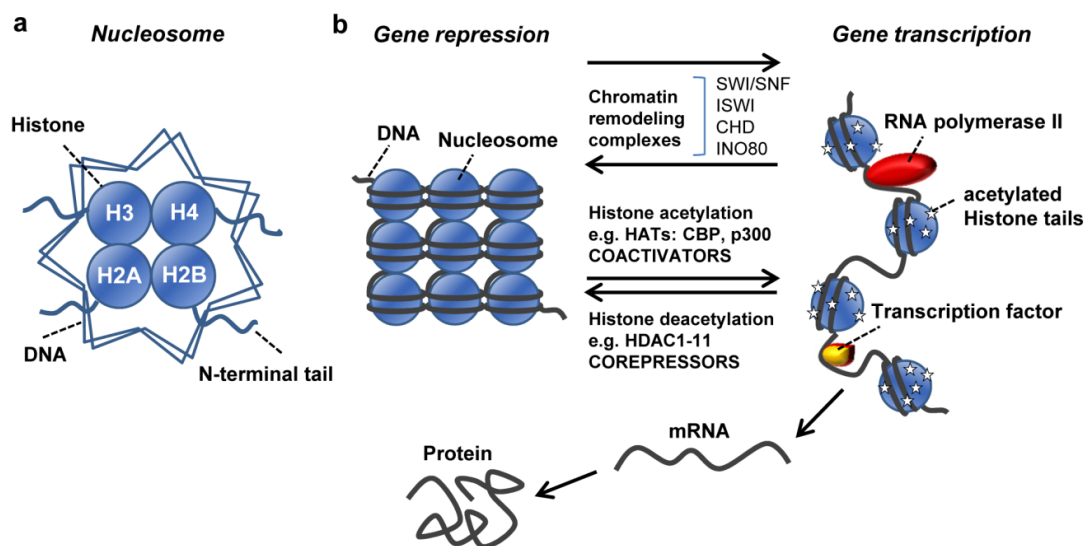 a
Nucleosome
Histone
H3
H4
H2A
H2B
DNA
N-terminal tail
b
Gene repression
Gene transcription
DNA
Nucleosome
Chromatin
remodeling
complexes
SWI/SNF
ISWI
CHD
INO80
Histone acetylation
e.g. HATs: CBP, p300
COACTIVATORS
Histone deacetylation
e.g. HDAC1-11
COREPRESSORS
RNA polymerase II
acetylated
Histone tails
Transcription factor
mRNA
Protein